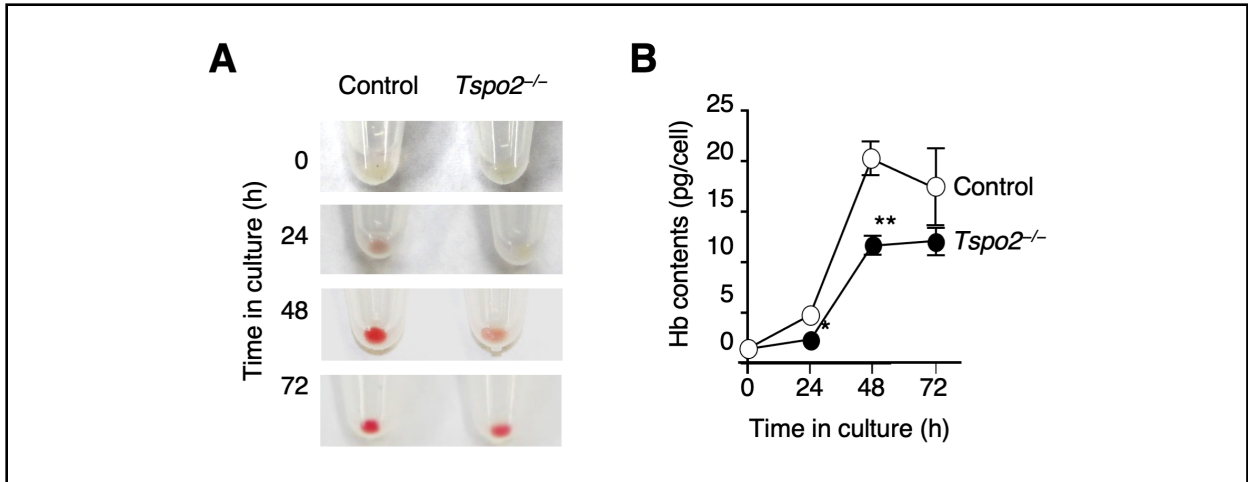 A
Control Tspo2–/–
0
24
48
72
Time in culture (h)
B
25
20
15
10
5
0
Hb contents (pg/cell)
**
*
Control
Tspo2–/–
0 24 48 72
Time in culture (h)